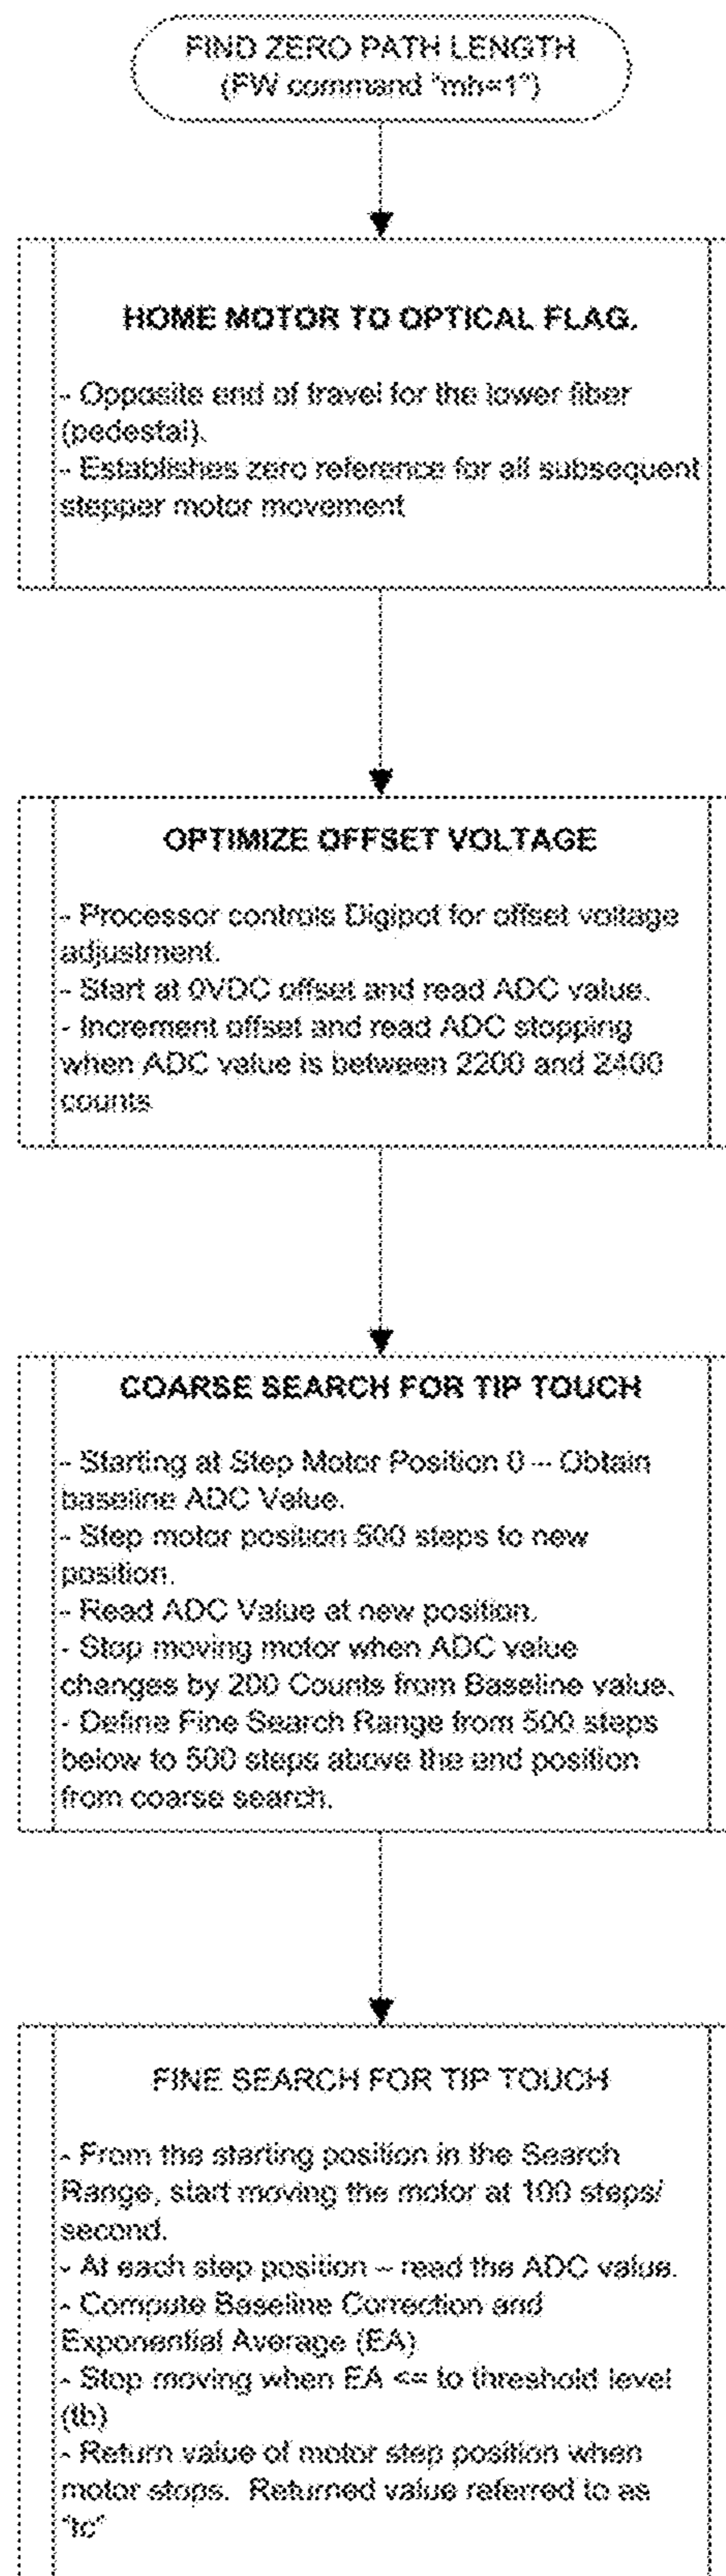 FIND ZERO PATH LENGTH
(FW command "mh=1")
HOME MOTOR TO OPTICAL FLAG.
- Opposite end of travel for the lower fiber
(pedestal).
- Establishes zero reference for all subsequent
stepper motor movement
OPTIMIZE OFFSET VOLTAGE
- Processor controls Digipot for offset voltage
adjustment.
- Start at 0VDC offset and read ADC value.
- Increment offset and read ADC stopping
when ADC value is between 2200 and 2400
counts
COARSE SEARCH FOR TIP TOUCH
- Starting at Step Motor Position 0 -- Obtain
baseline ADC Value.
- Step motor position 500 steps to new
position.
- Read ADC Value at new position.
- Stop moving motor when ADC value
changes by 200 Counts from Baseline value.
- Define Fine Search Range from 500 steps
below to 500 steps above the end position
from coarse search.
FINE SEARCH FOR TIP TOUCH
- From the starting position in the Search
Range, start moving the motor at 100 steps/
second.
- At each step position – read the ADC value.
- Compute Baseline Correction and
Exponential Average (EA)
- Stop moving when EA <= to threshold level
(tb)
- Return value of motor step position when
motor stops.  Returned value referred to as
"tc"